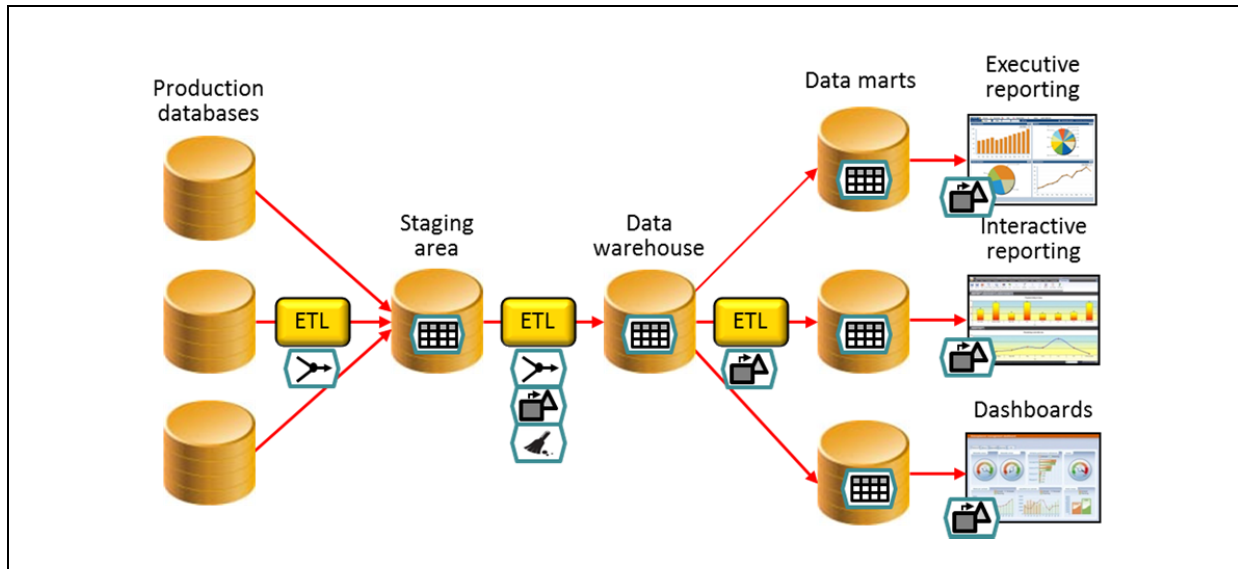 Production
databases
Staging
area
Data
warehouse
Data marts
Executive
reporting
Interactive
reporting
Dashboards
ETL
ETL
ETL